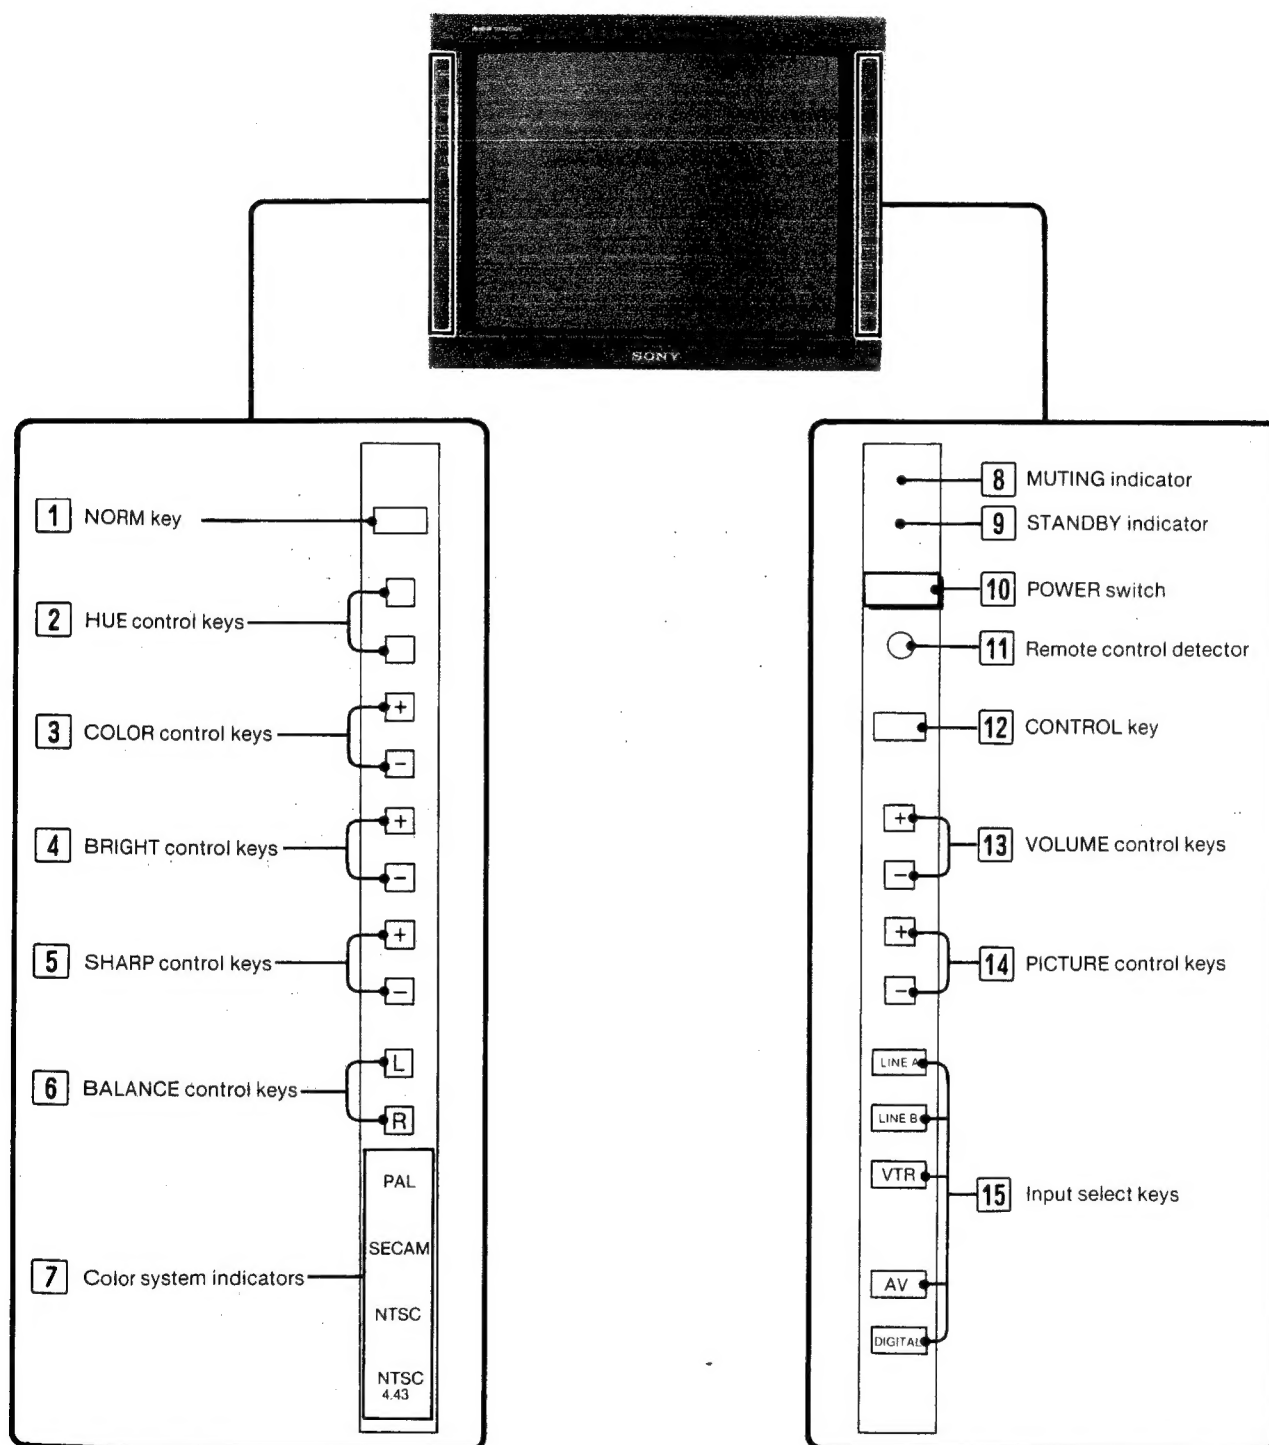 SONY
1 NORM key
2 HUE control keys
3 COLOR control keys
+
−
4 BRIGHT control keys
+
−
5 SHARP control keys
+
−
6 BALANCE control keys
L
R
7 Color system indicators
PAL
SECAM
NTSC
NTSC
4.43
8 MUTING indicator
9 STANDBY indicator
10 POWER switch
11 Remote control detector
12 CONTROL key
+
−
13 VOLUME control keys
+
−
14 PICTURE control keys
LINE A
LINE B
VTR
15 Input select keys
AV
DIGITAL